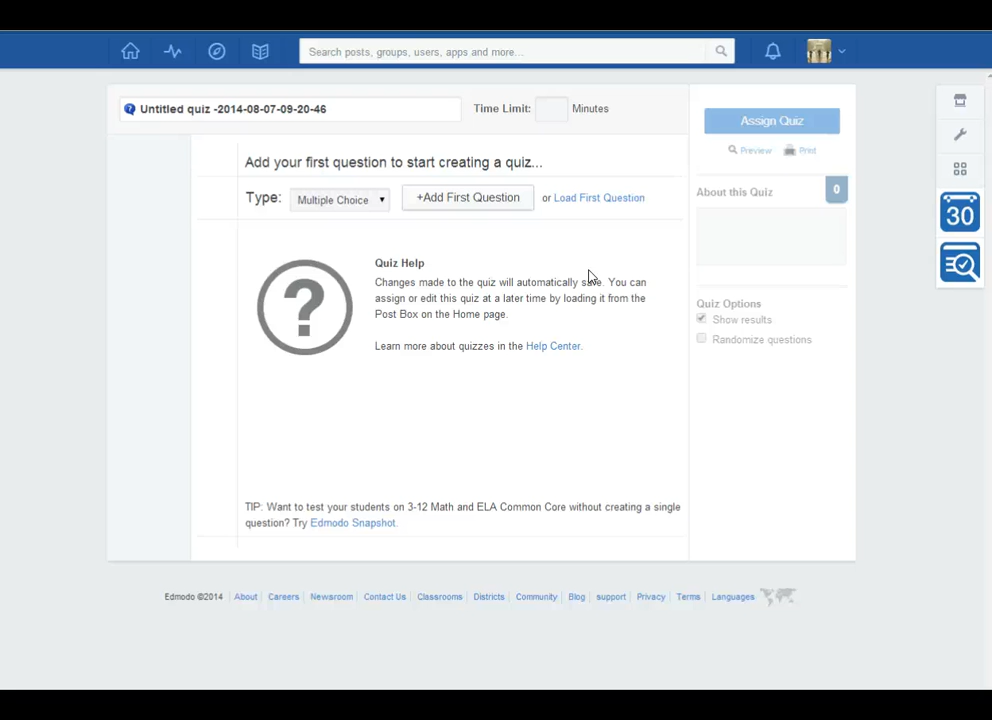 Search posts, groups, users, apps and more...
Untitled quiz -2014-08-07-09-20-46
Time Limit: Minutes
Assign Quiz
Preview Print
About this Quiz 0
Add your first question to start creating a quiz...
Type: Multiple Choice +Add First Question or Load First Question
30
Quiz Help
Changes made to the quiz will automatically save. You can
assign or edit this quiz at a later time by loading it from the
Post Box on the Home page.
Learn more about quizzes in the Help Center.
Quiz Options
Show results
Randomize questions
TIP: Want to test your students on 3-12 Math and ELA Common Core without creating a single
question? Try Edmodo Snapshot.
Edmodo ©2014 About Careers Newsroom Contact Us Classrooms Districts Community Blog support Privacy Terms Languages